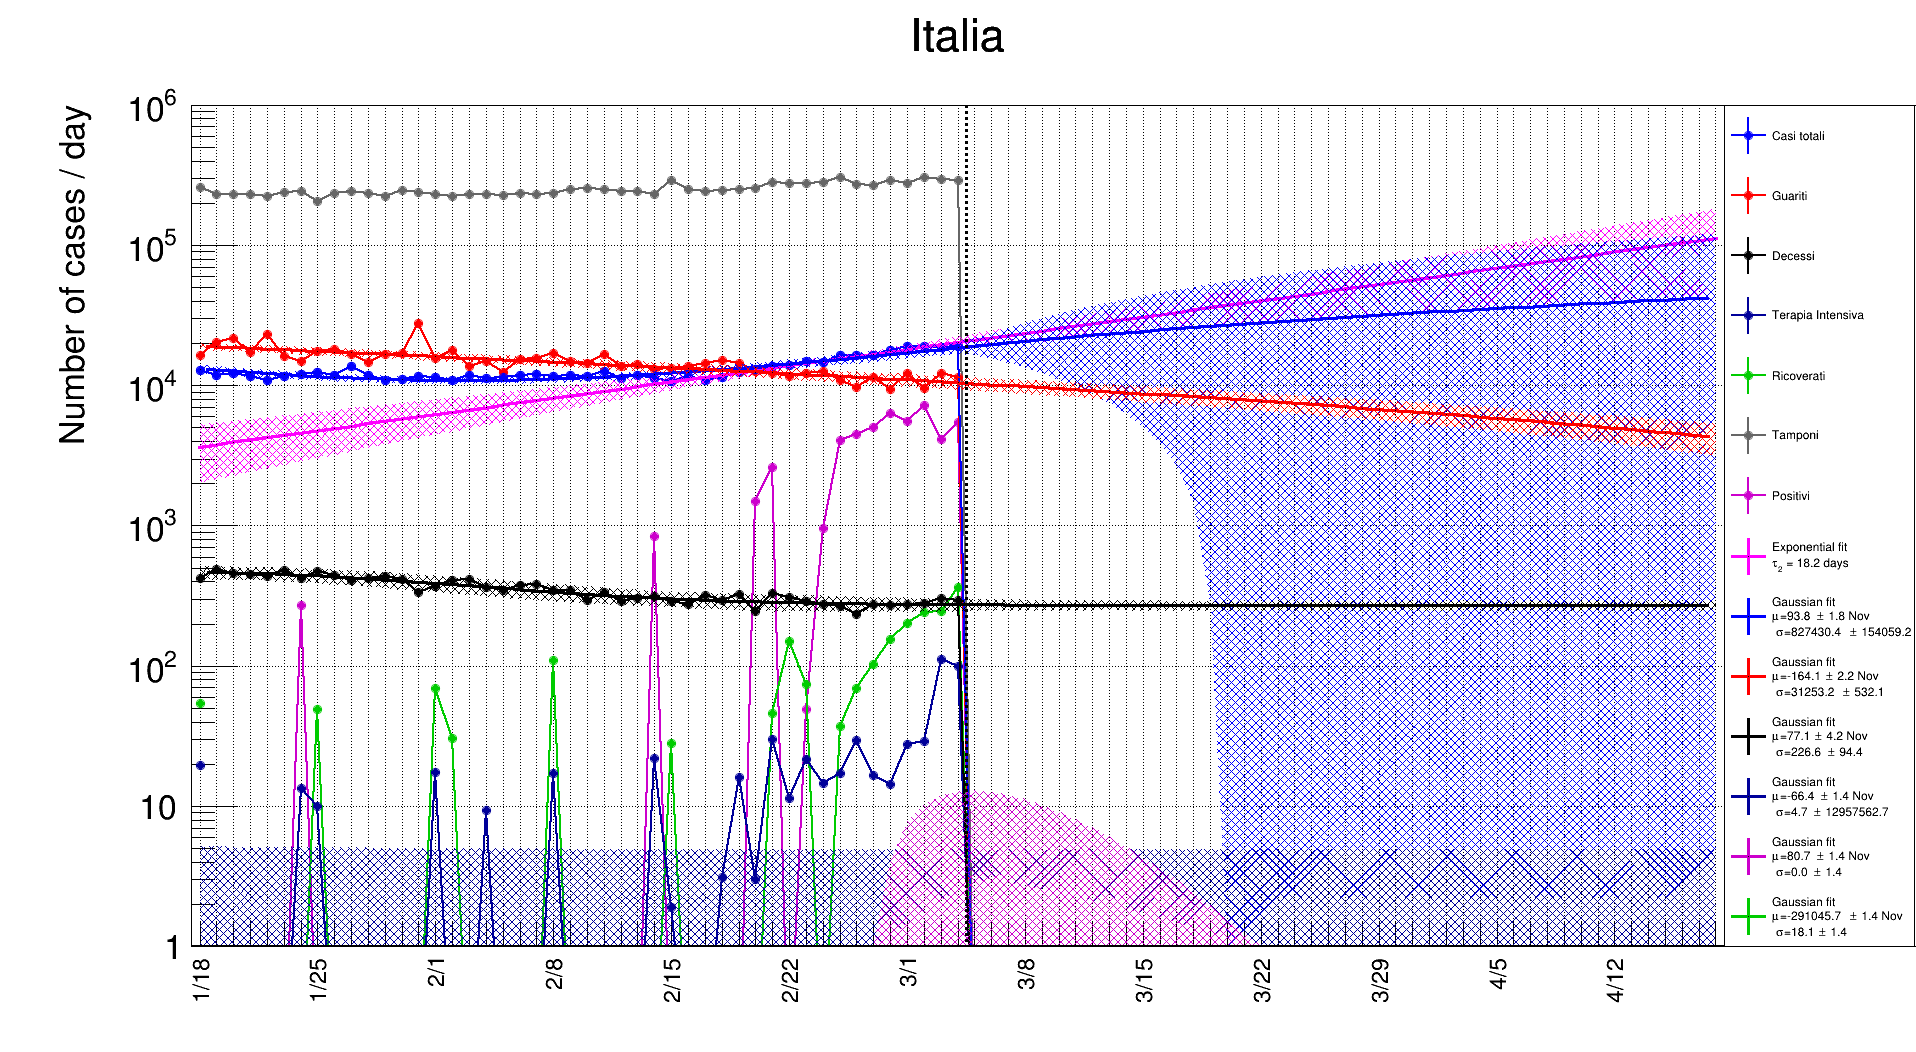 Italia
Number of cases / day
10^6
10^5
10^4
10^3
10^2
10
1
1/18
1/25
2/1
2/8
2/15
2/22
3/1
3/8
3/15
3/22
3/29
4/5
4/12
Casi totali
Guariti
Decessi
Terapia Intensiva
Ricoverati
Tamponi
Positivi
Exponential fit
τ_2 = 18.2 days
Gaussian fit
μ=93.8 ± 1.8 Nov
σ=827430.4 ± 154059.2
Gaussian fit
μ=-164.1 ± 2.2 Nov
σ=31253.2 ± 532.1
Gaussian fit
μ=77.1 ± 4.2 Nov
σ=226.6 ± 94.4
Gaussian fit
μ=-66.4 ± 1.4 Nov
σ=4.7 ± 12957562.7
Gaussian fit
μ=80.7 ± 1.4 Nov
σ=0.0 ± 1.4
Gaussian fit
μ=-291045.7 ± 1.4 Nov
σ=18.1 ± 1.4